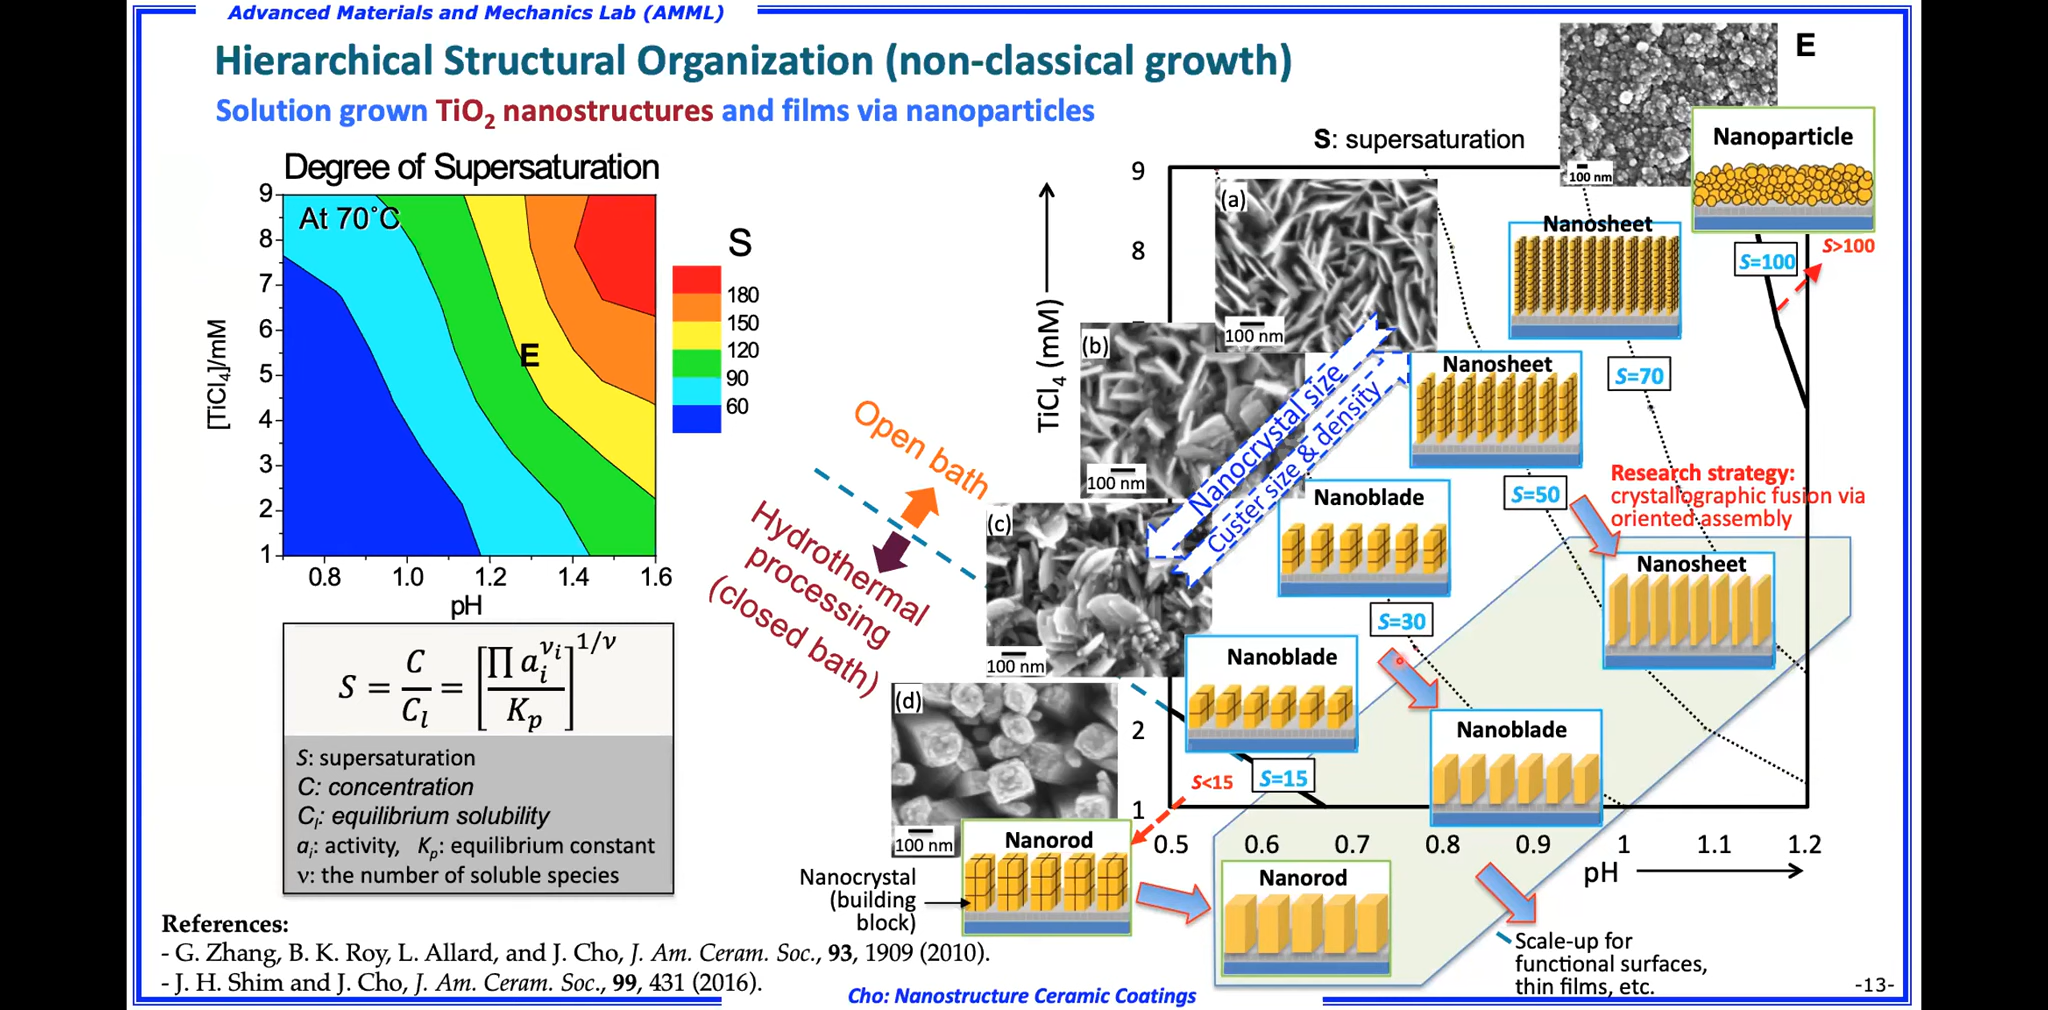 Advanced Materials and Mechanics Lab (AMML)
Hierarchical Structural Organization (non-classical growth)
Solution grown TiO2 nanostructures and films via nanoparticles
Degree of Supersaturation
At 70˚C
9
8
7
6
5
4
3
2
1
[TiCl4]/mM
0.8 1.0 1.2 1.4 1.6
pH
E
S
180
150
120
90
60
S = C/Cl = [∏ ai^νi / Kp]^1/ν
S: supersaturation
C: concentration
Cl: equilibrium solubility
ai: activity, Kp: equilibrium constant
ν: the number of soluble species
References:
- G. Zhang, B. K. Roy, L. Allard, and J. Cho, J. Am. Ceram. Soc., 93, 1909 (2010).
- J. H. Shim and J. Cho, J. Am. Ceram. Soc., 99, 431 (2016).
Open bath
Hydrothermal
processing
(closed bath)
S: supersaturation
E
100 nm
Nanoparticle
9
8
2
1
TiCl4 (mM)
(a)
100 nm
(b)
100 nm
(c)
100 nm
(d)
100 nm
Nanocrystal size
Custer size & density
Nanosheet
S=100
S>100
Nanosheet
S=70
S=50
Research strategy:
crystallographic fusion via
oriented assembly
Nanoblade
Nanosheet
S=30
Nanoblade
Nanoblade
S=15
S<15
Nanorod
Nanocrystal
(building
block)
Nanorod
0.5 0.6 0.7 0.8 0.9 1 1.1 1.2
pH
Scale-up for
functional surfaces,
thin films, etc.
Cho: Nanostructure Ceramic Coatings
-13-